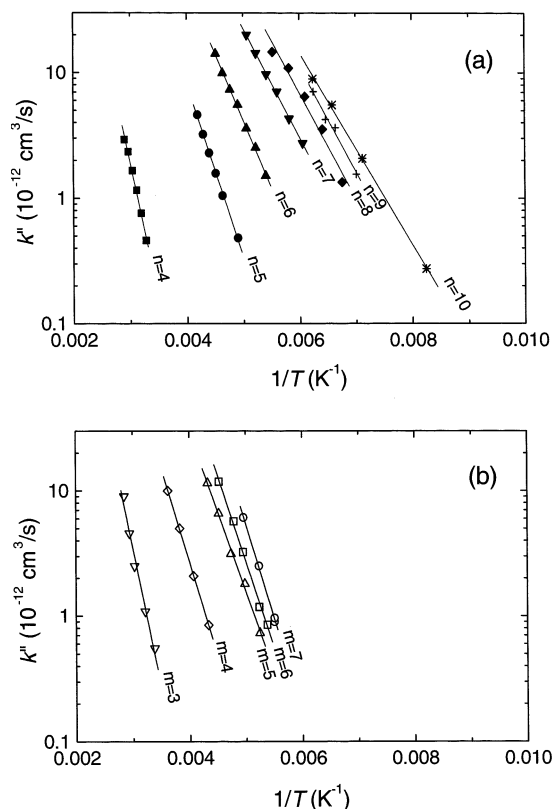 (a)
10
1
0.1
k" (10⁻¹² cm³/s)
n=4
n=5
n=6
n=7
n=8
n=9
n=10
0.002
0.004
0.006
0.008
0.010
1/T (K⁻¹)
(b)
10
1
0.1
k" (10⁻¹² cm³/s)
m=3
m=4
m=5
m=6
m=7
0.002
0.004
0.006
0.008
0.010
1/T (K⁻¹)